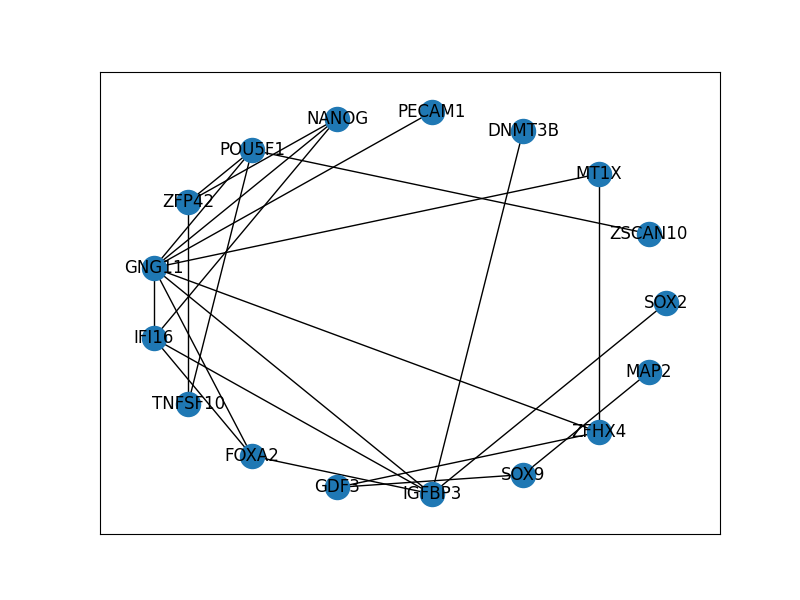 PECAM1
NANOG
DNMT3B
POU5F1
MT1X
ZFP42
ZSCAN10
GNG11
SOX2
IFI16
MAP2
TNFSF10
ZFHX4
FOXA2
SOX9
GDF3
IGFBP3